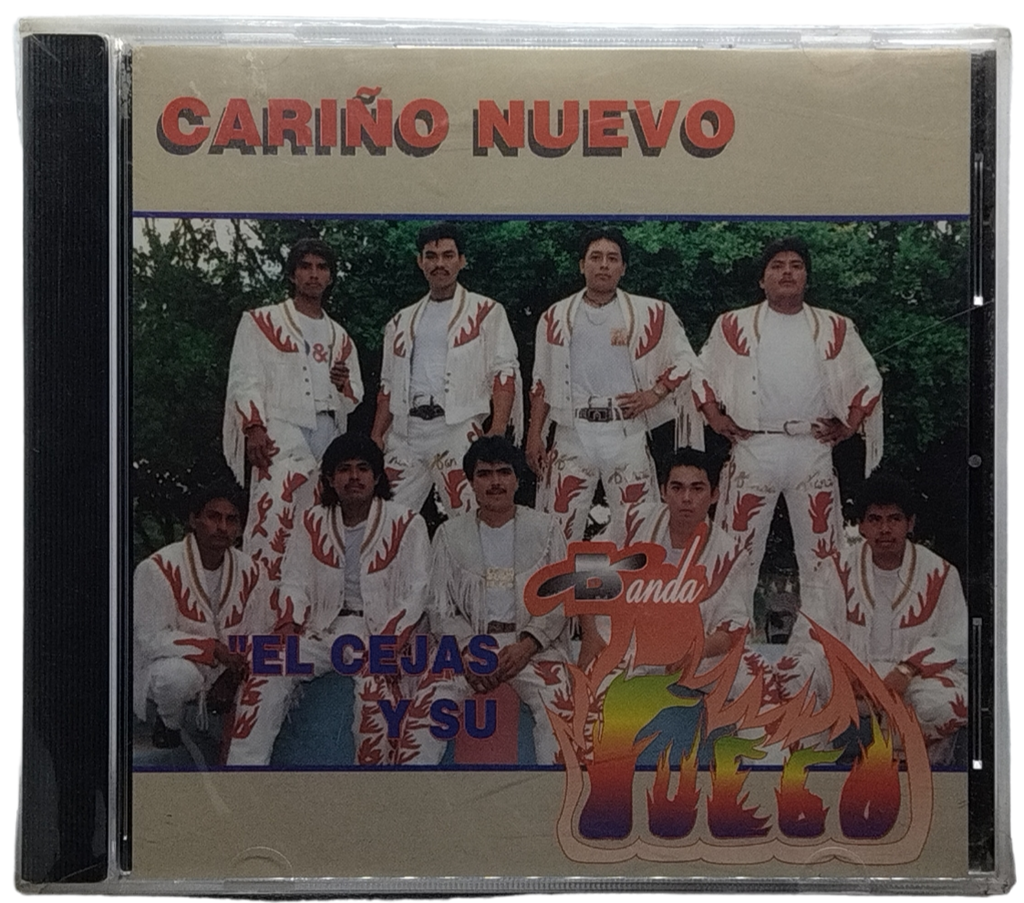 CARIÑO NUEVO
"EL CEJAS
Y SU
Banda
FUEGO